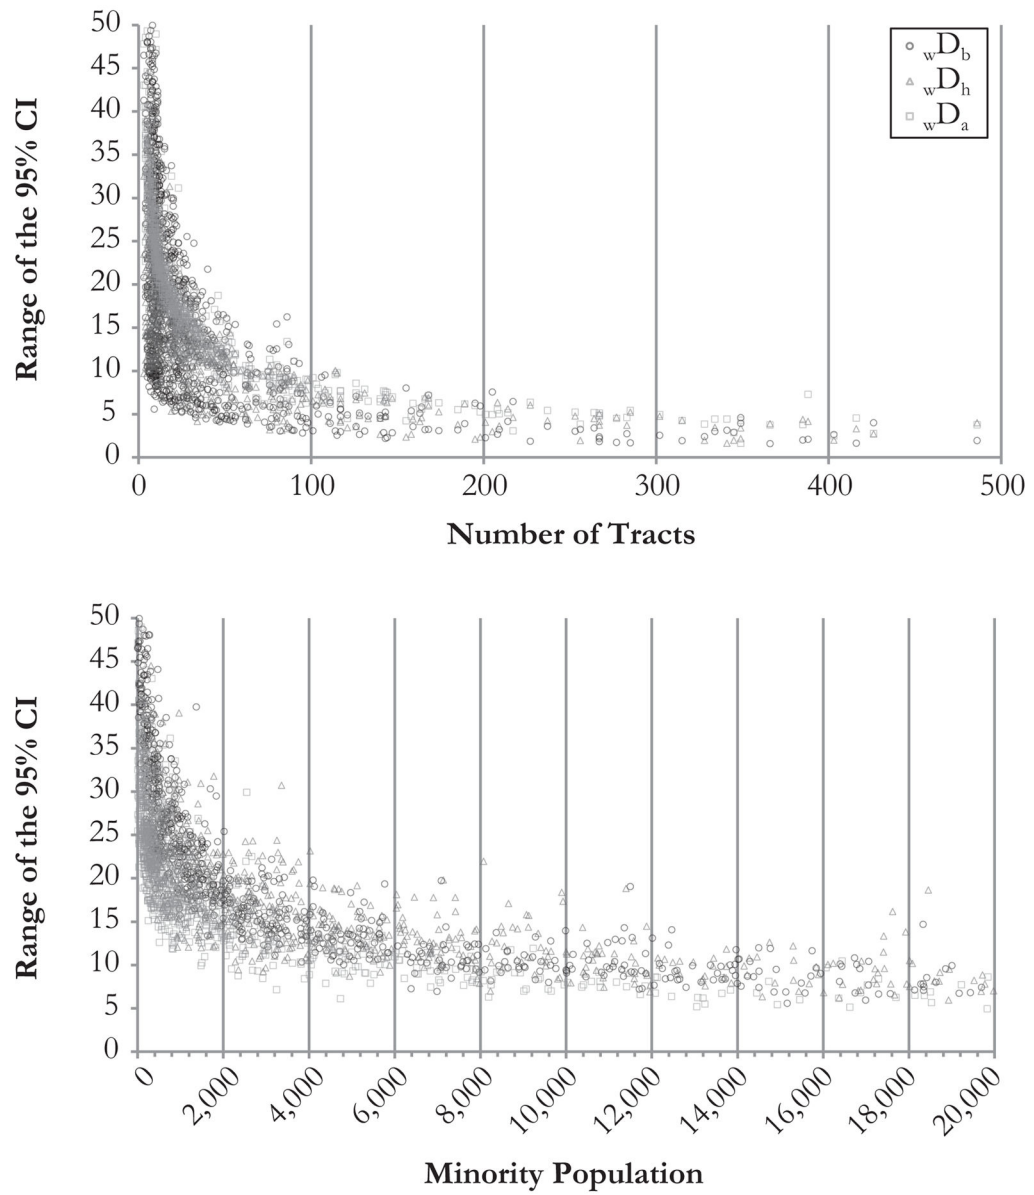 50
45
40
35
30
25
20
15
10
5
0
Range of the 95% CI
wDb
wDh
wDa
0 100 200 300 400 500
Number of Tracts
50
45
40
35
30
25
20
15
10
5
0
Range of the 95% CI
0 2,000 4,000 6,000 8,000 10,000 12,000 14,000 16,000 18,000 20,000
Minority Population